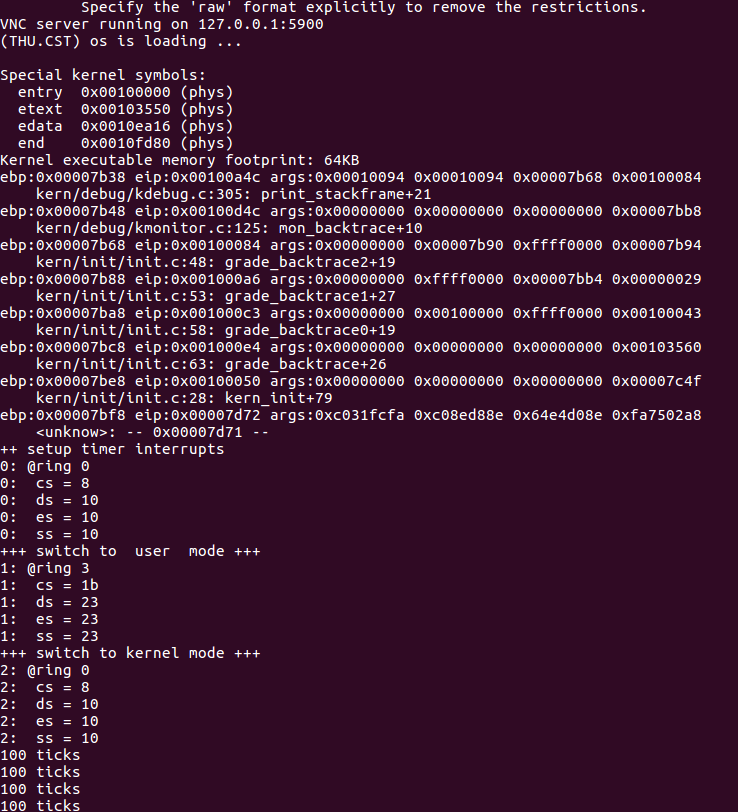 Specify the 'raw' format explicitly to remove the restrictions.
VNC server running on 127.0.0.1:5900
(THU.CST) os is loading ...
Special kernel symbols:
  entry  0x00100000 (phys)
  etext  0x00103550 (phys)
  edata  0x0010ea16 (phys)
  end    0x0010fd80 (phys)
Kernel executable memory footprint: 64KB
ebp:0x00007b38 eip:0x00100a4c args:0x00010094 0x00010094 0x00007b68 0x00100084
    kern/debug/kdebug.c:305: print_stackframe+21
ebp:0x00007b48 eip:0x00100d4c args:0x00000000 0x00000000 0x00000000 0x00007bb8
    kern/debug/kmonitor.c:125: mon_backtrace+10
ebp:0x00007b68 eip:0x00100084 args:0x00000000 0x00007b90 0xffff0000 0x00007b94
    kern/init/init.c:48: grade_backtrace2+19
ebp:0x00007b88 eip:0x001000a6 args:0x00000000 0xffff0000 0x00007bb4 0x00000029
    kern/init/init.c:53: grade_backtrace1+27
ebp:0x00007ba8 eip:0x001000c3 args:0x00000000 0x00100000 0xffff0000 0x00100043
    kern/init/init.c:58: grade_backtrace0+19
ebp:0x00007bc8 eip:0x001000e4 args:0x00000000 0x00000000 0x00000000 0x00103560
    kern/init/init.c:63: grade_backtrace+26
ebp:0x00007be8 eip:0x00100050 args:0x00000000 0x00000000 0x00000000 0x00007c4f
    kern/init/init.c:28: kern_init+79
ebp:0x00007bf8 eip:0x00007d72 args:0xc031fcfa 0xc08ed88e 0x64e4d08e 0xfa7502a8
    <unknow>: -- 0x00007d71 --
++ setup timer interrupts
0: @ring 0
0:  cs = 8
0:  ds = 10
0:  es = 10
0:  ss = 10
+++ switch to  user  mode +++
1: @ring 3
1:  cs = 1b
1:  ds = 23
1:  es = 23
1:  ss = 23
+++ switch to kernel mode +++
2: @ring 0
2:  cs = 8
2:  ds = 10
2:  es = 10
2:  ss = 10
100 ticks
100 ticks
100 ticks
100 ticks